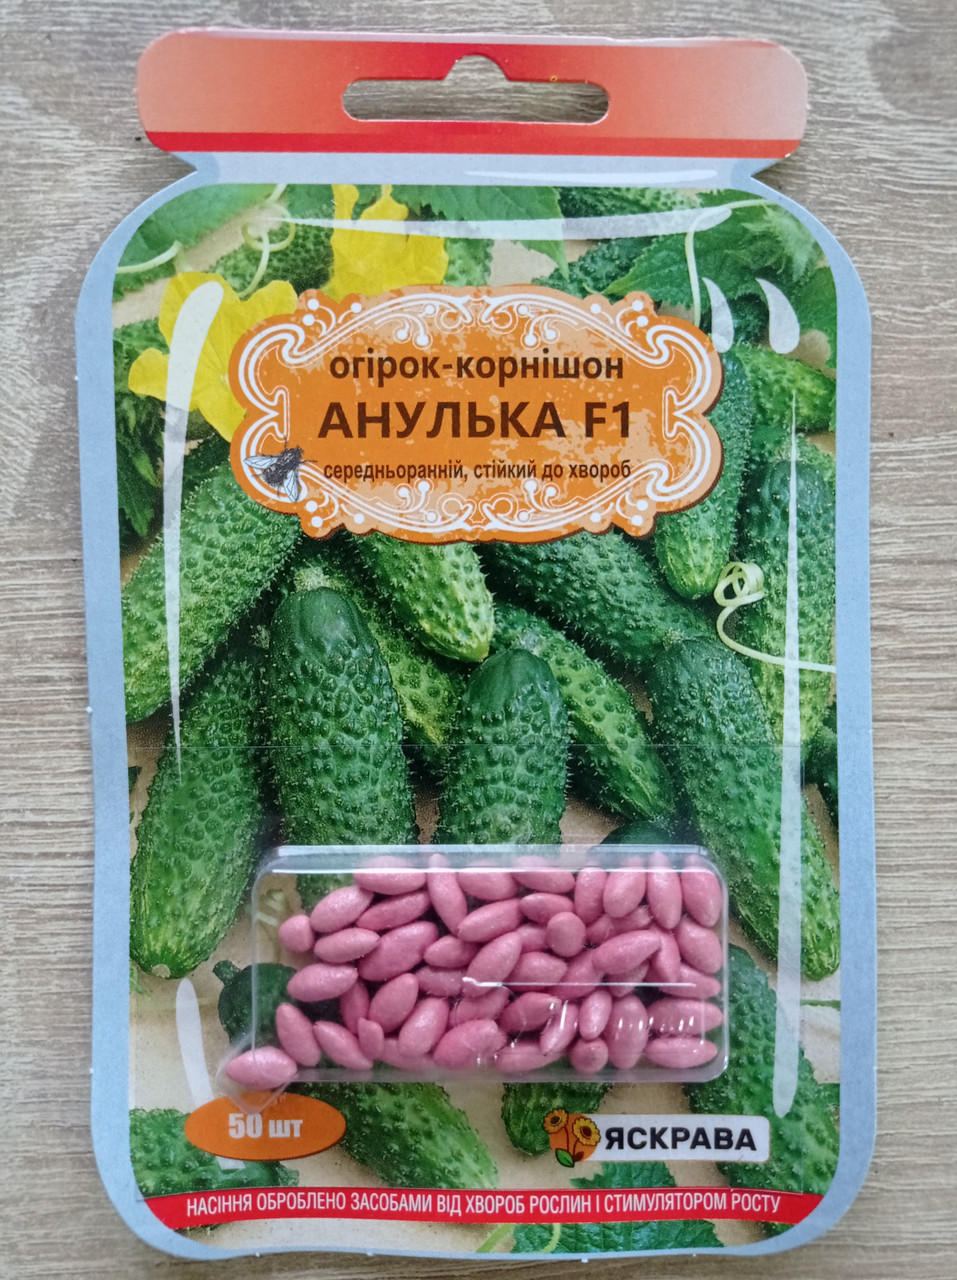 огірок-корнішон
АНУЛЬКА F1
середньоранній, стійкий до хвороб
50 шт
ЯСКРАВА
НАСІННЯ ОБРОБЛЕНО ЗАСОБАМИ ВІД ХВОРОБ РОСЛИН І СТИМУЛЯТОРОМ РОСТУ